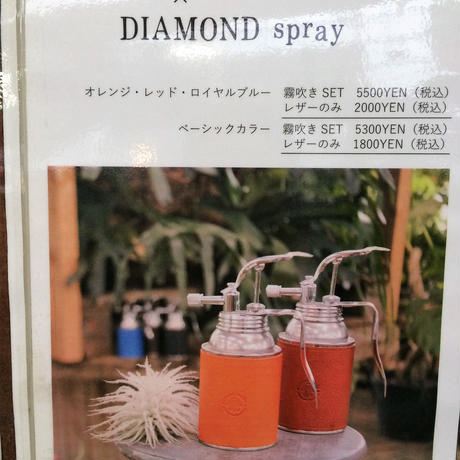 ×
DIAMOND spray
オレンジ・レッド・ロイヤルブルー 霧吹きSET 5500YEN（税込）
レザーのみ 2000YEN（税込）
ベーシックカラー 霧吹きSET 5300YEN（税込）
レザーのみ 1800YEN（税込）